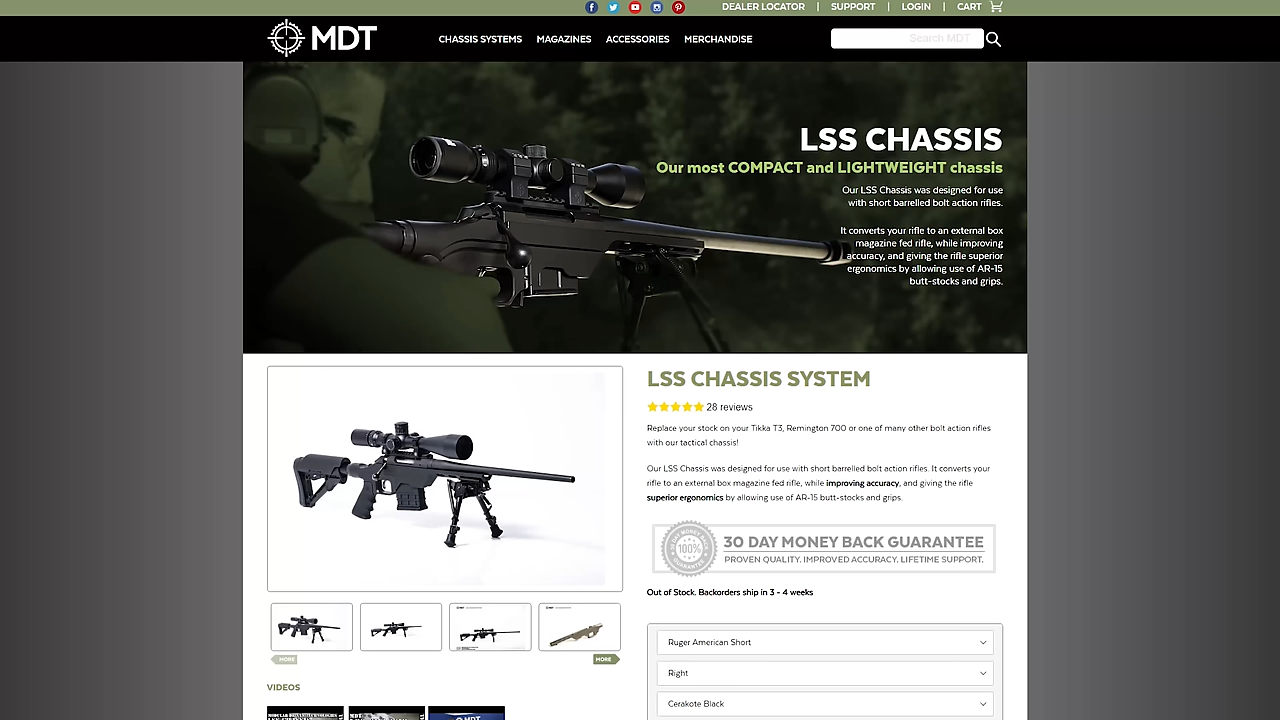 DEALER LOCATOR | SUPPORT | LOGIN | CART
MDT
CHASSIS SYSTEMS MAGAZINES ACCESSORIES MERCHANDISE
Search MDT
LSS CHASSIS
Our most COMPACT and LIGHTWEIGHT chassis
Our LSS Chassis was designed for use
with short barrelled bolt action rifles.
It converts your rifle to an external box
magazine fed rifle, while improving
accuracy, and giving the rifle superior
ergonomics by allowing use of AR-15
butt-stocks and grips.
LSS CHASSIS SYSTEM
28 reviews
Replace your stock on your Tikka T3, Remington 700 or one of many other bolt action rifles
with our tactical chassis!
Our LSS Chassis was designed for use with short barrelled bolt action rifles. It converts your
rifle to an external box magazine fed rifle, while improving accuracy, and giving the rifle
superior ergonomics by allowing use of AR-15 butt-stocks and grips.
100%
30 DAY MONEY BACK GUARANTEE
PROVEN QUALITY. IMPROVED ACCURACY. LIFETIME SUPPORT.
Out of Stock. Backorders ship in 3 - 4 weeks
Ruger American Short
Right
Cerakote Black
MORE
MORE
VIDEOS
MDT
MDT